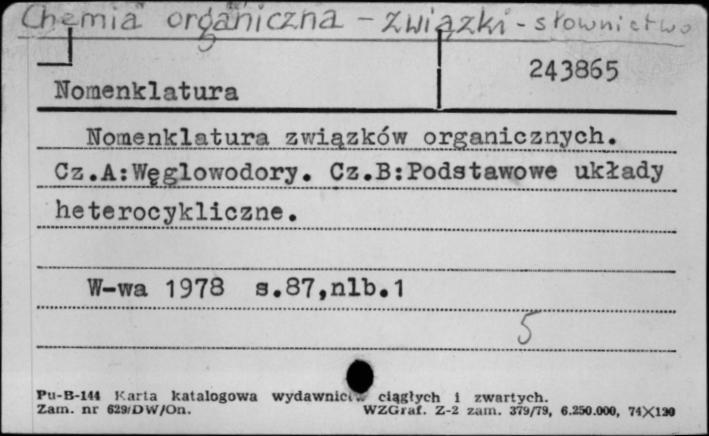 Chemia organiczna - związki - słownictwo
243865
Nomenklatura
Nomenklatura związków organicznych.
Cz.A:Węglowodory. Cz.B:Podstawowe układy
heterocykliczne.
W-wa 1978 s.87,nlb.1
5
Pu-B-144 Karta katalogowa wydawnictw ciągłych i zwartych.
Zam. nr 629/DW/On. WZGraf. Z-2 zam. 379/79, 6.250.000, 74X120